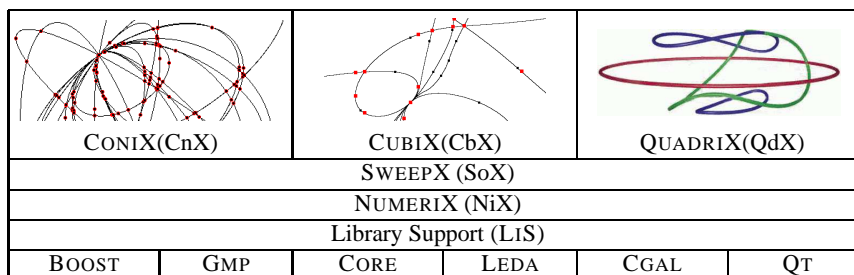 CONIX(CnX) CUBIX(CbX) QUADRIX(QdX)
SWEEPX (SoX)
NUMERIX (NiX)
Library Support (LIS)
BOOST GMP CORE LEDA CGAL QT